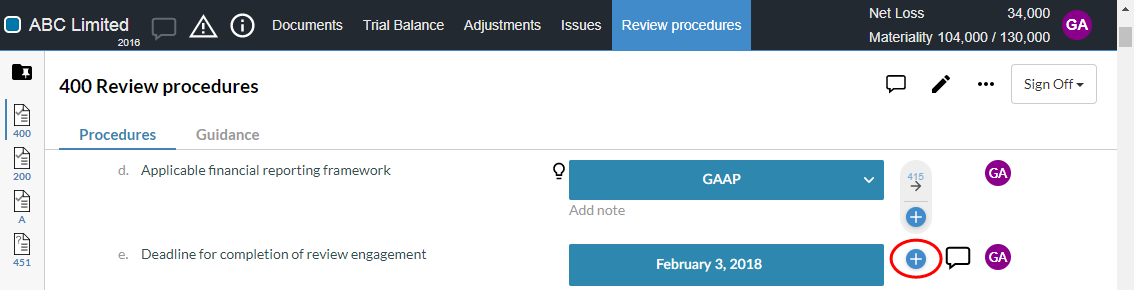 ABC Limited
2016
Documents
Trial Balance
Adjustments
Issues
Review procedures
Net Loss 34,000
Materiality 104,000 / 130,000
GA
400 Review procedures
Sign Off
400
200
A
451
Procedures
Guidance
d. Applicable financial reporting framework
GAAP
415
GA
Add note
e. Deadline for completion of review engagement
February 3, 2018
GA